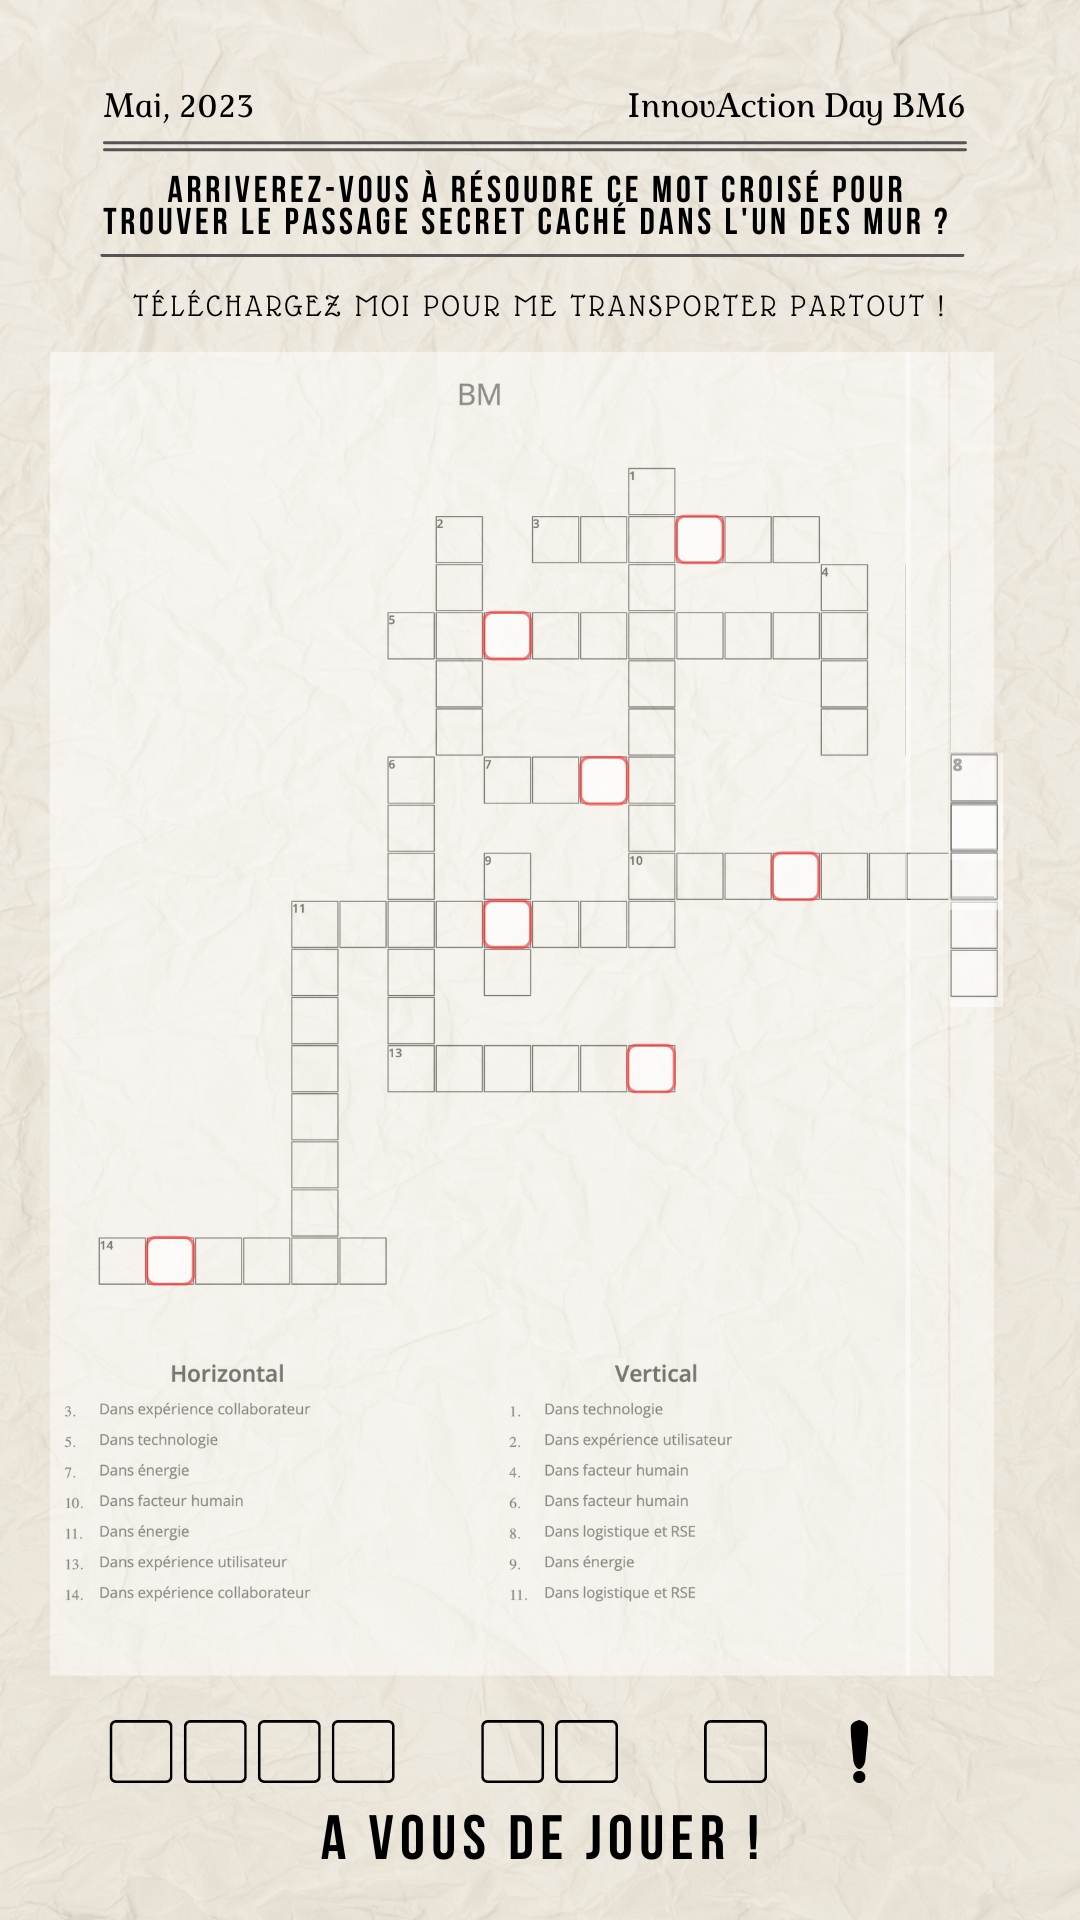 Mai, 2023
InnovAction Day BM6
ARRIVEREZ-VOUS À RÉSOUDRE CE MOT CROISÉ POUR
TROUVER LE PASSAGE SECRET CACHÉ DANS L'UN DES MUR ?
TÉLÉCHARGEZ MOI POUR ME TRANSPORTER PARTOUT !
BM
1
2
3
4
5
6
7
8
9
10
11
13
14
Horizontal
3. Dans expérience collaborateur
5. Dans technologie
7. Dans énergie
10. Dans facteur humain
11. Dans énergie
13. Dans expérience utilisateur
14. Dans expérience collaborateur
Vertical
1. Dans technologie
2. Dans expérience utilisateur
4. Dans facteur humain
6. Dans facteur humain
8. Dans logistique et RSE
9. Dans énergie
11. Dans logistique et RSE
!
A VOUS DE JOUER !